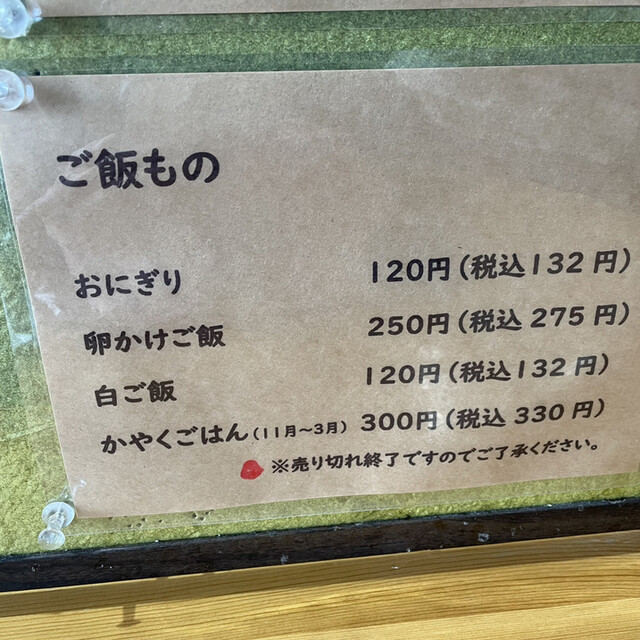 ご飯もの
おにぎり 120円(税込132円)
卵かけご飯 250円(税込275円)
白ご飯 120円(税込132円)
かやくごはん(11月~3月) 300円(税込330円)
※売り切れ終了ですのでご了承ください。